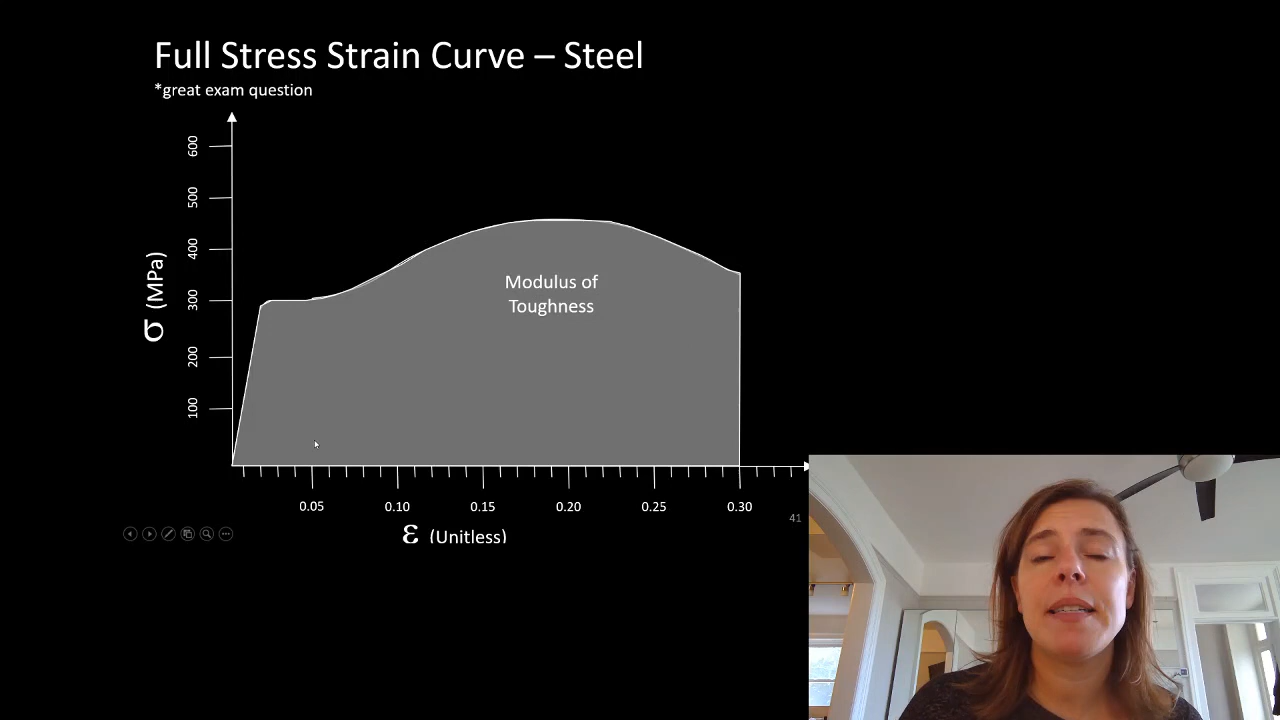 Full Stress Strain Curve – Steel
*great exam question
600
500
400
300
200
100
σ (MPa)
Modulus of
Toughness
0.05 0.10 0.15 0.20 0.25 0.30
ε (Unitless)
41